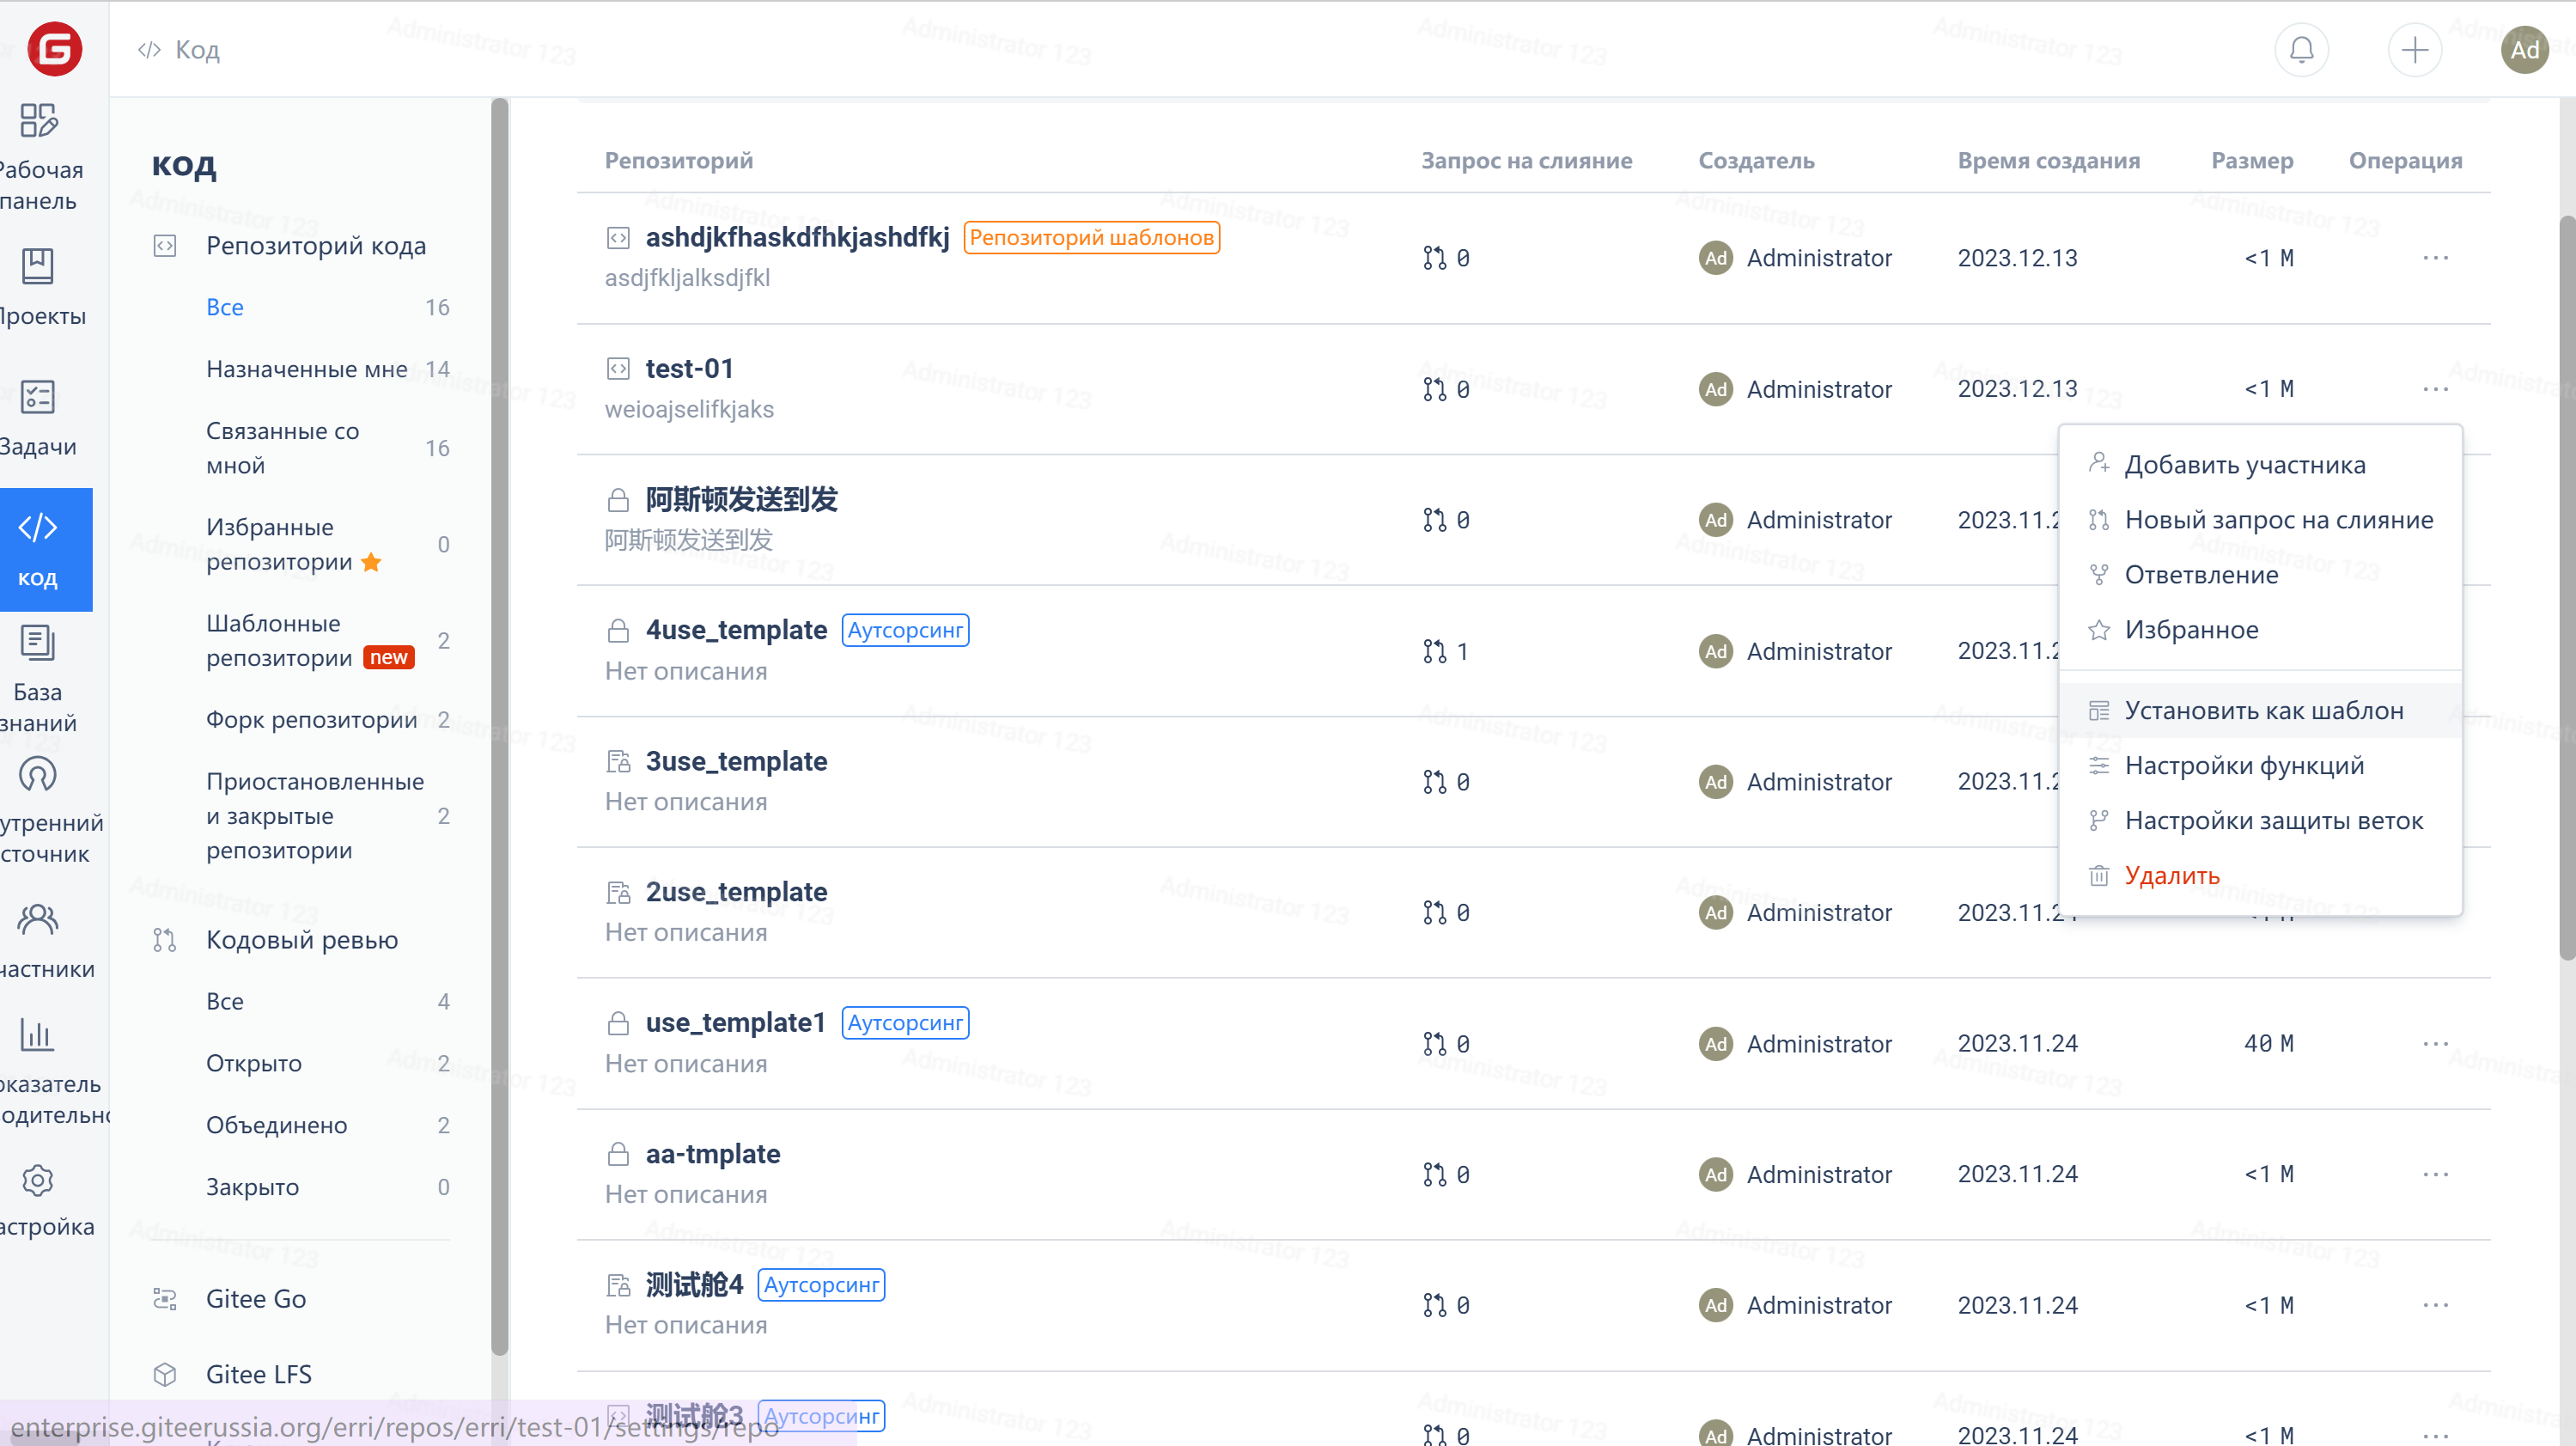 Код
Ad
Рабочая
панель
Проекты
Задачи
код
База
знаний
утренний
сточник
частники
оказатель
одительно
астройка
код
Репозиторий кода
Все 16
Назначенные мне 14
Связанные со
мной 16
Избранные
репозитории 0
Шаблонные
репозитории new 2
Форк репозитории 2
Приостановленные
и закрытые
репозитории 2
Кодовый ревью
Все 4
Открыто 2
Объединено 2
Закрыто 0
Gitee Go
Gitee LFS
enterprise.giteerussia.org/erri/repos/erri/test-01/settings/repo
Репозиторий Запрос на слияние Создатель Время создания Размер Операция
ashdjkfhaskdfhkjashdfkj Репозиторий шаблонов
asdjfkljalksdjfkl
0 Ad Administrator 2023.12.13 <1 M ...
test-01
weioajselifkjaks
0 Ad Administrator 2023.12.13 <1 M ...
阿斯顿发送到发
阿斯顿发送到发
0 Ad Administrator 2023.11.2
4use_template Аутсорсинг
Нет описания
1 Ad Administrator 2023.11.2
3use_template
Нет описания
0 Ad Administrator 2023.11.2
2use_template
Нет описания
0 Ad Administrator 2023.11.24
use_template1 Аутсорсинг
Нет описания
0 Ad Administrator 2023.11.24 40 M ...
aa-tmplate
Нет описания
0 Ad Administrator 2023.11.24 <1 M ...
测试舱4 Аутсорсинг
Нет описания
0 Ad Administrator 2023.11.24 <1 M ...
测试舱3 Аутсорсинг
0 Ad Administrator 2023.11.24 <1 M ...
Добавить участника
Новый запрос на слияние
Ответвление
Избранное
Установить как шаблон
Настройки функций
Настройки защиты веток
Удалить
Administrator 123